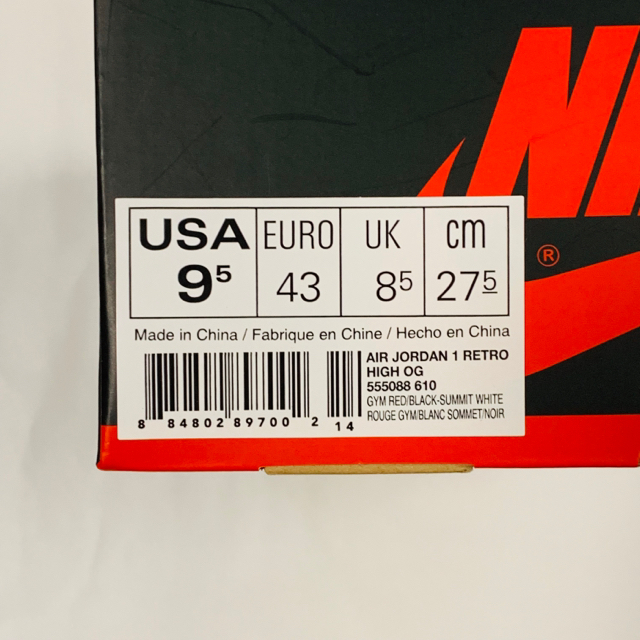 NI
®
USA EURO UK cm
9⁵ 43 8⁵ 27⁵
Made in China / Fabrique en Chine / Hecho en China
AIR JORDAN 1 RETRO
HIGH OG
555088 610
GYM RED/BLACK-SUMMIT WHITE
ROUGE GYM/BLANC SOMMET/NOIR
8 84802 89700 2 14